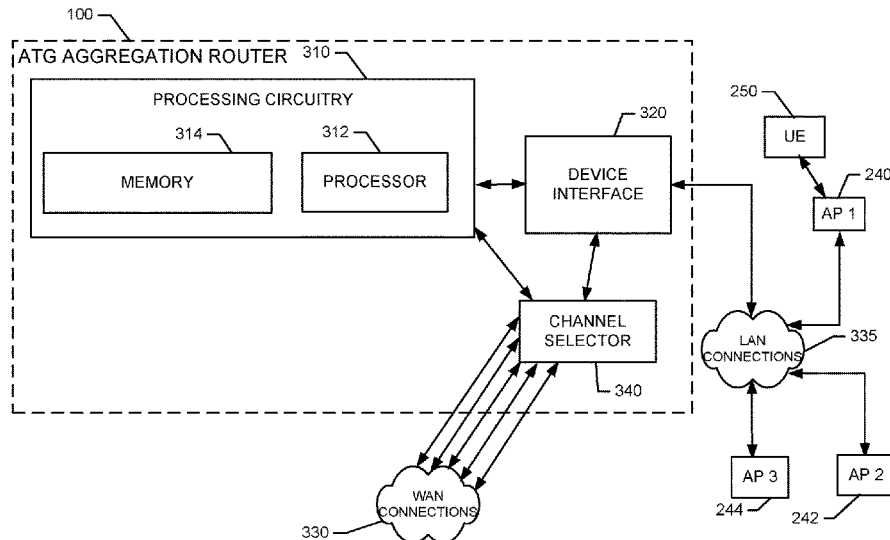 100
ATG AGGREGATION ROUTER
310
PROCESSING CIRCUITRY
314
312
MEMORY
PROCESSOR
320
DEVICE
INTERFACE
250
UE
240
AP 1
CHANNEL
SELECTOR
340
LAN
CONNECTIONS
335
WAN
CONNECTIONS
330
AP 3
244
AP 2
242